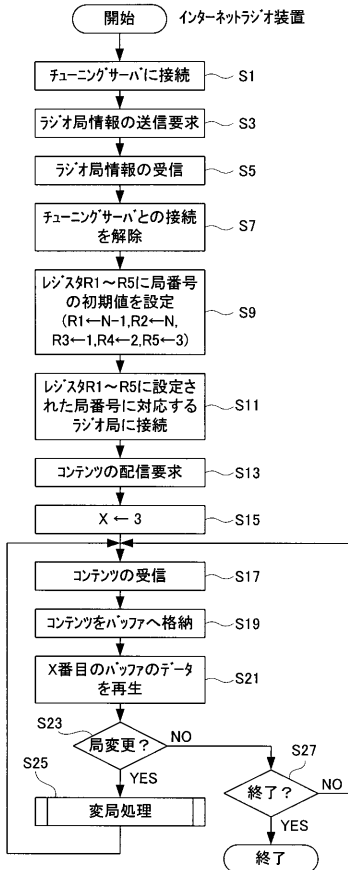 開始
インターネットラジオ装置
チューニングサーバに接続
S1
ラジオ局情報の送信要求
S3
ラジオ局情報の受信
S5
チューニングサーバとの接続
を解除
S7
レジスタR1～R5に局番号
の初期値を設定
(R1←N-1,R2←N,
R3←1,R4←2,R5←3)
S9
レジスタR1～R5に設定さ
れた局番号に対応する
ラジオ局に接続
S11
コンテンツの配信要求
S13
X ← 3
S15
コンテンツの受信
S17
コンテンツをバッファへ格納
S19
X番目のバッファのデータ
を再生
S21
S23
局変更？
NO
YES
S25
変局処理
S27
終了？
NO
YES
終了